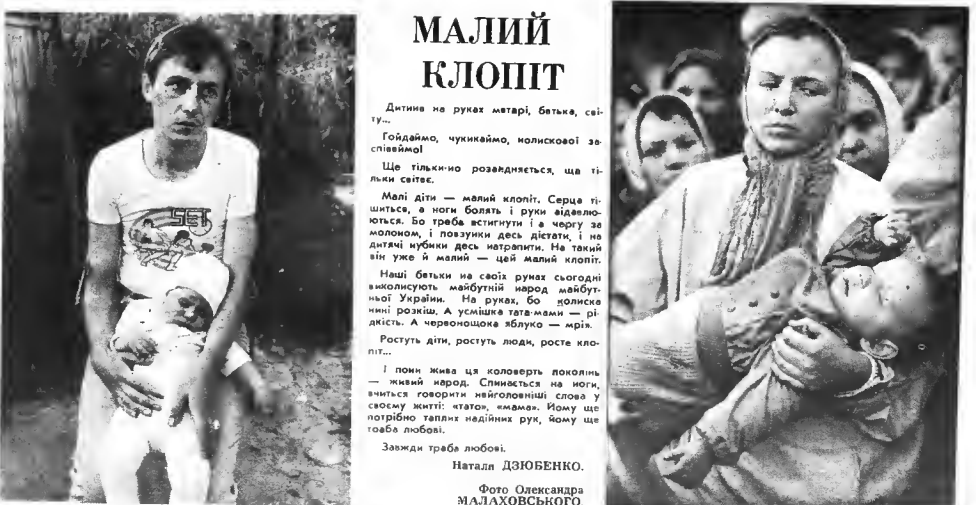 МАЛИЙ
КЛОПІТ
Дитина на руках матері, батька, сві-
ту...
Гойдаймо, чукикаймо, колискової за-
співаймо!
Ще тільки-но розвидняється, ще ті-
льки світає.
Малі діти — малий клопіт. Серце ті-
шиться, а ноги болять і руки відвалю-
ються. Бо треба встигнути і в чергу за
молоком, і повзунки десь дістати, і на
дитячі кубики десь натрапити. Не такий
він уже й малий — цей малий клопіт.
Наші батьки на своїх руках сьогодні
виколисують майбутній народ майбут-
ньої України. На руках, бо колиска
нині розкіш. А усмішка тата-мами — рі-
дкість. А червонощоке яблуко — мрія.
Ростуть діти, ростуть люди, росте кло-
піт...
І поки жива ця коловерть поколінь
— живий народ. Спинається на ноги,
вчиться говорити найголовніші слова у
своєму житті: «тато», «мама». Йому ще
потрібно теплих надійних рук, йому ще
треба любові.
Завжди треба любові.
Наталя ДЗЮБЕНКО.
Фото Олександра
МАЛАХОВСЬКОГО.
SET